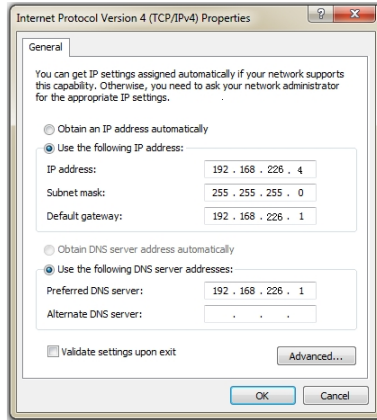 Internet Protocol Version 4 (TCP/IPv4) Properties
General
You can get IP settings assigned automatically if your network supports
this capability. Otherwise, you need to ask your network administrator
for the appropriate IP settings.
Obtain an IP address automatically
Use the following IP address:
IP address: 192 . 168 . 226 . 4
Subnet mask: 255 . 255 . 255 . 0
Default gateway: 192 . 168 . 226 . 1
Obtain DNS server address automatically
Use the following DNS server addresses:
Preferred DNS server: 192 . 168 . 226 . 1
Alternate DNS server: . . .
Validate settings upon exit
Advanced...
OK Cancel